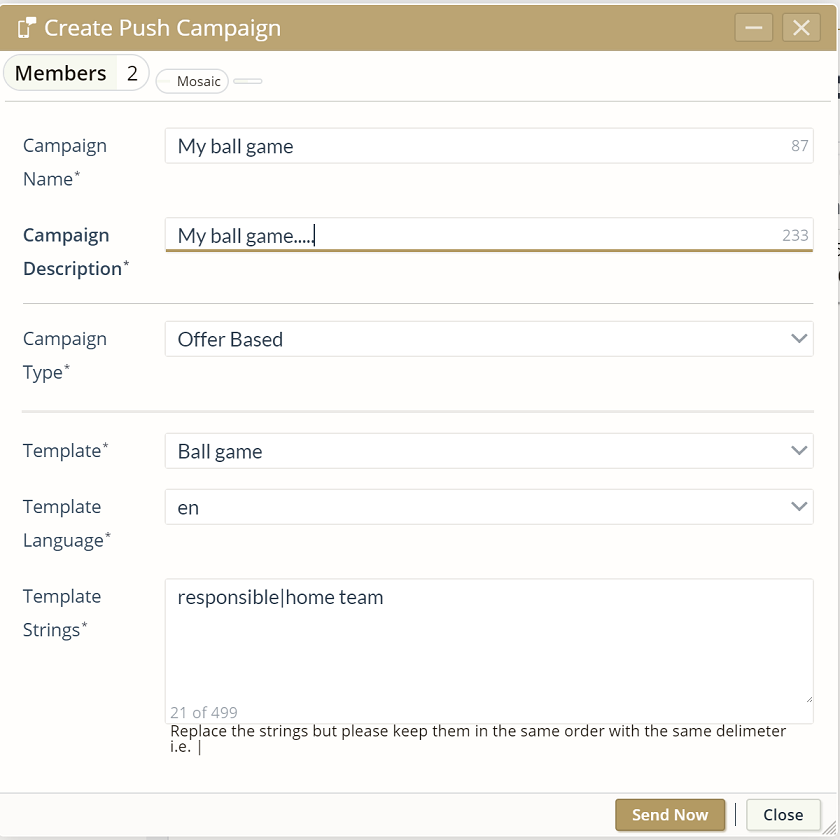 Create Push Campaign
Members 2 Mosaic
Campaign Name* My ball game 87
Campaign Description* My ball game..... 233
Campaign Type* Offer Based
Template* Ball game
Template Language* en
Template Strings* responsible|home team
21 of 499
Replace the strings but please keep them in the same order with the same delimeter
i.e. |
Send Now | Close